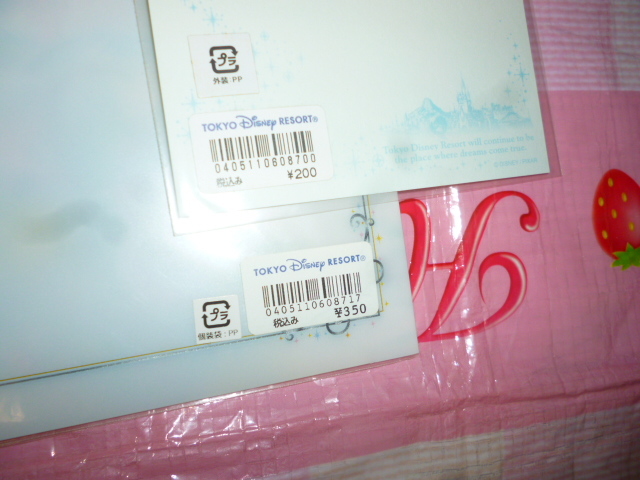 プラ
外装 PP
TOKYO Disney RESORT®
0405110608700
税込み ¥200
Tokyo Disney Resort will continue to be
the place where dreams come true.
TOKYO Disney RESORT®
0405110608717
税込み ¥350
プラ
個装袋:PP
H